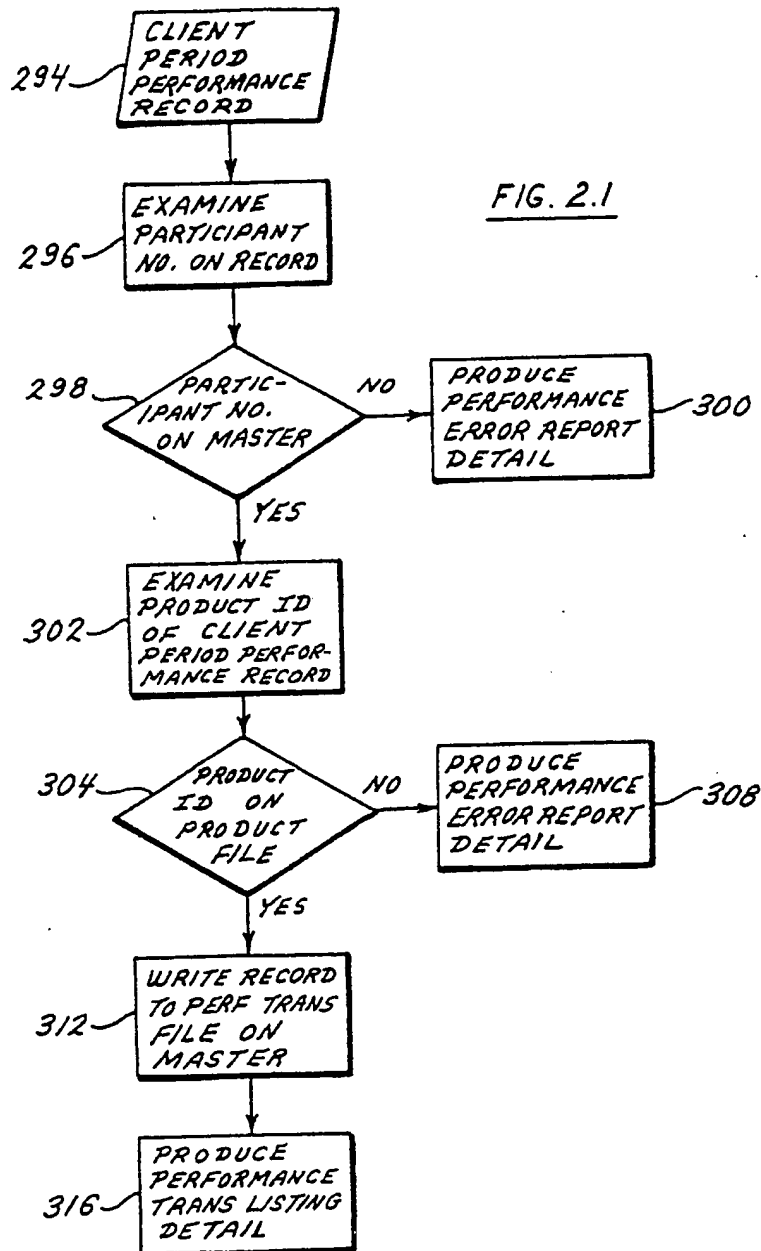 CLIENT
PERIOD
PERFORMANCE
RECORD
294
EXAMINE
PARTICIPANT
NO. ON RECORD
296
FIG. 2.1
PARTIC-
IPANT NO.
ON MASTER
298
NO
PRODUCE
PERFORMANCE
ERROR REPORT
DETAIL
300
YES
EXAMINE
PRODUCT ID
OF CLIENT
PERIOD PERFOR-
MANCE RECORD
302
PRODUCT
ID ON
PRODUCT
FILE
304
NO
PRODUCE
PERFORMANCE
ERROR REPORT
DETAIL
308
YES
WRITE RECORD
TO PERF TRANS
FILE ON
MASTER
312
PRODUCE
PERFORMANCE
TRANS LISTING
DETAIL
316